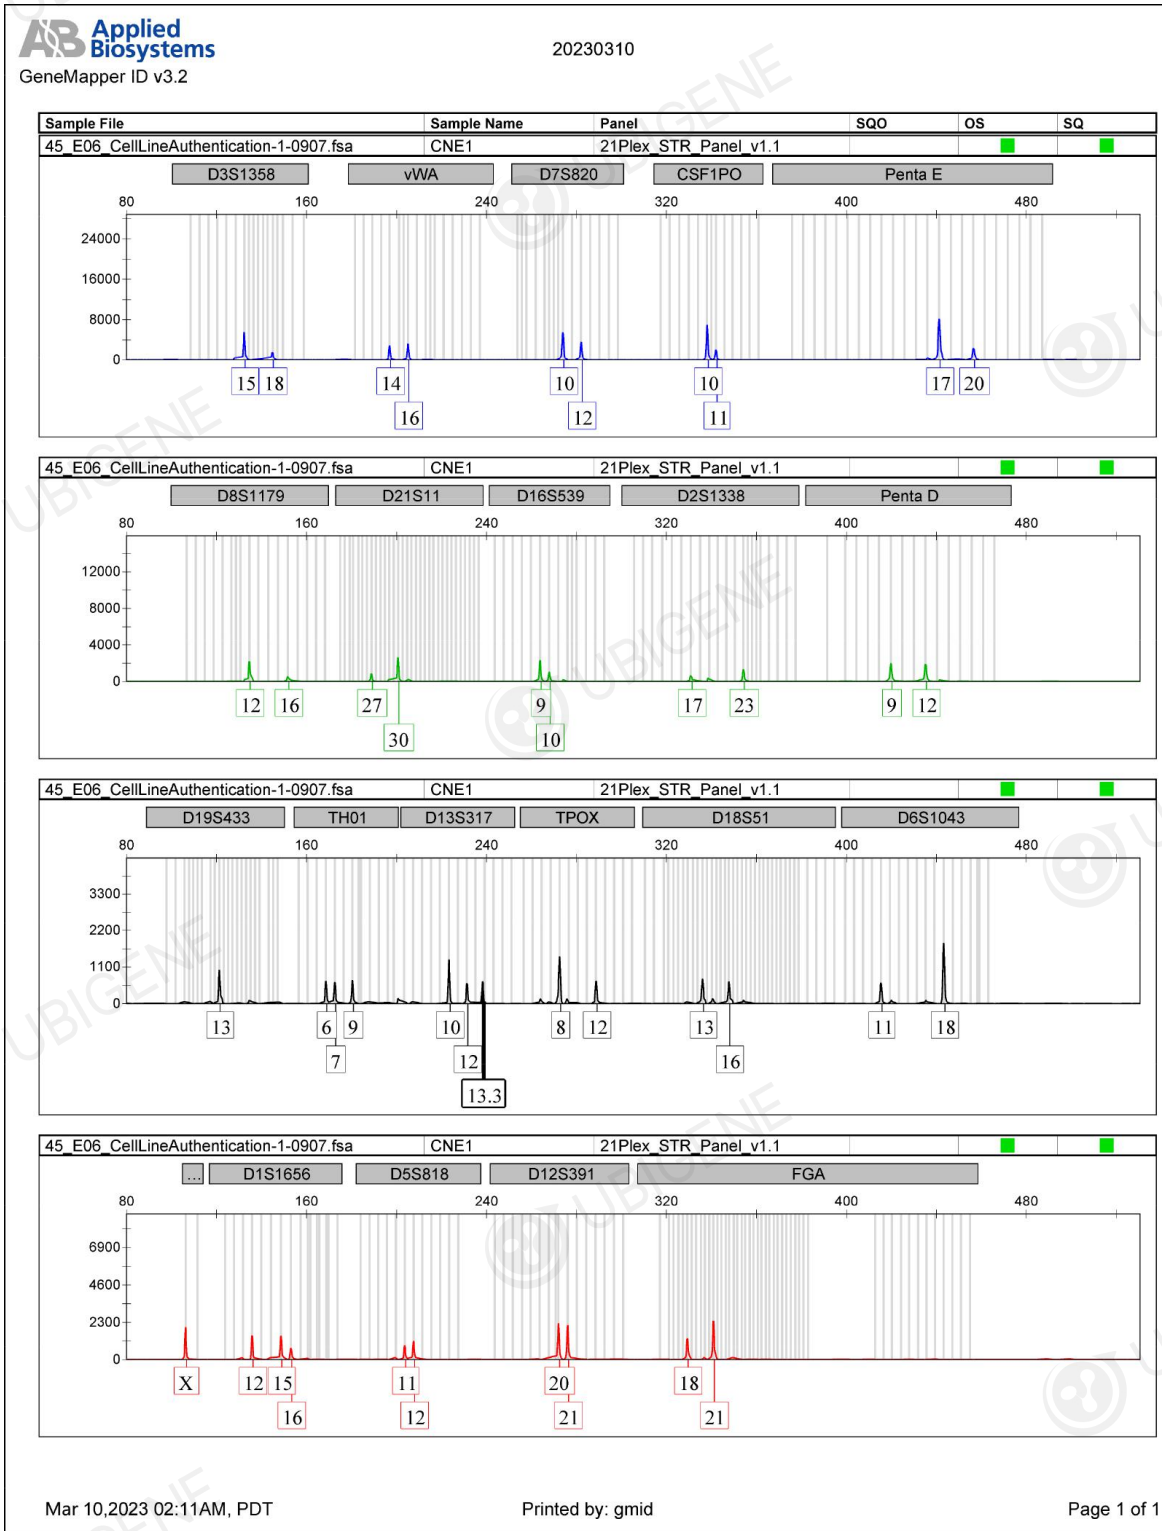 AB Applied
Biosystems
20230310
GeneMapper ID v3.2
Sample File Sample Name Panel SQO OS SQ
45_E06_CellLineAuthentication-1-0907.fsa CNE1 21Plex_STR_Panel_v1.1
D3S1358 vWA D7S820 CSF1PO Penta E
80 160 240 320 400 480
24000
16000
8000
0
15 18 14 10 10 17 20
16 12 11
45_E06_CellLineAuthentication-1-0907.fsa CNE1 21Plex_STR_Panel_v1.1
D8S1179 D21S11 D16S539 D2S1338 Penta D
80 160 240 320 400 480
12000
8000
4000
0
12 16 27 9 17 23 9 12
30 10
45_E06_CellLineAuthentication-1-0907.fsa CNE1 21Plex_STR_Panel_v1.1
D19S433 TH01 D13S317 TPOX D18S51 D6S1043
80 160 240 320 400 480
3300
2200
1100
0
13 6 9 10 8 12 13 11 18
7 12 16
13.3
45_E06_CellLineAuthentication-1-0907.fsa CNE1 21Plex_STR_Panel_v1.1
... D1S1656 D5S818 D12S391 FGA
80 160 240 320 400 480
6900
4600
2300
0
X 12 15 11 20 18
16 12 21 21
Mar 10,2023 02:11AM, PDT Printed by: gmid Page 1 of 1
UBIGENE
UBIGENE
UBIGENE
UBIGENE
UBIGENE